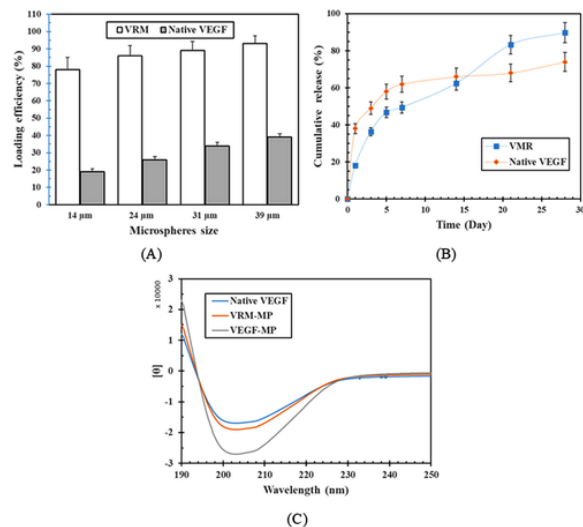 110
100
90
80
70
60
50
40
30
20
10
0
Loading efficiency (%)
VRM Native VEGF
14 µm 24 µm 31 µm 39 µm
Microspheres size
(A)
100
80
60
40
20
0
Cumulative release (%)
VMR
Native VEGF
0 5 10 15 20 25 30
Time (Day)
(B)
x 10000
3
2
1
0
-1
-2
-3
[θ]
Native VEGF
VRM-MP
VEGF-MP
190 200 210 220 230 240 250
Wavelength (nm)
(C)